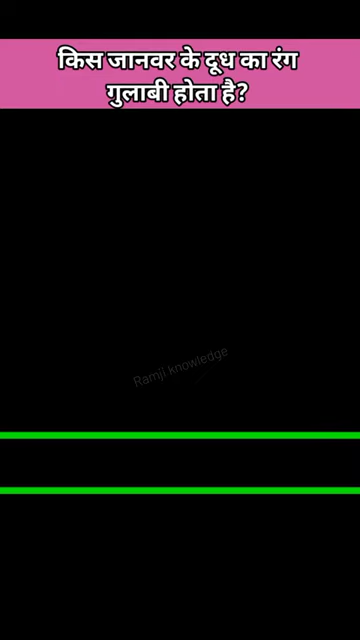 किस जानवर के दूध का रंग
गुलाबी होता है?
Ramji knowledge